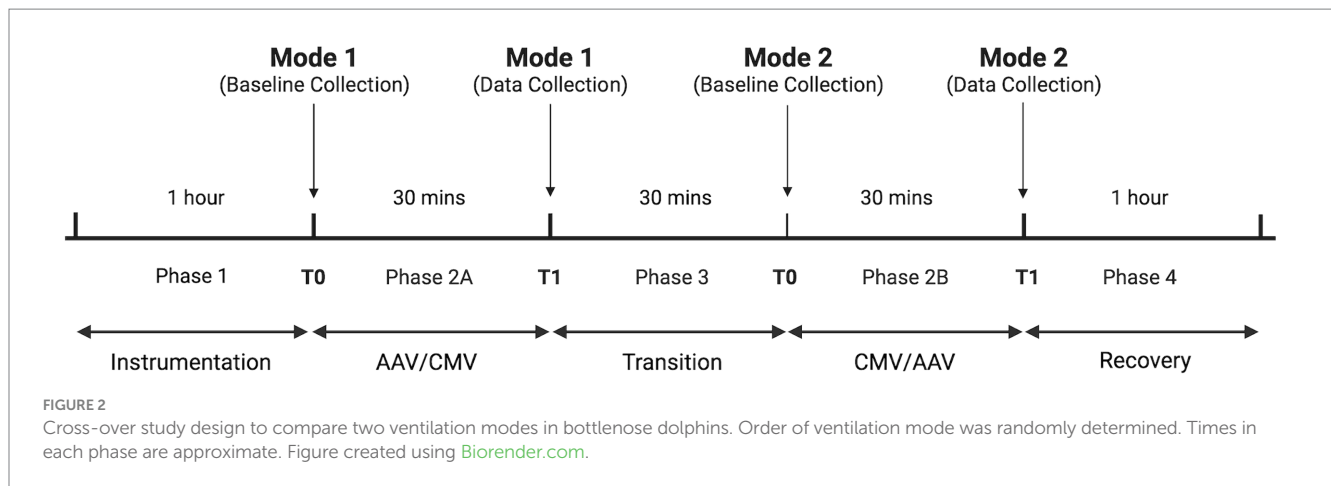 Mode 1 Mode 1 Mode 2 Mode 2
(Baseline Collection) (Data Collection) (Baseline Collection) (Data Collection)
1 hour 30 mins 30 mins 30 mins 1 hour
Phase 1 T0 Phase 2A T1 Phase 3 T0 Phase 2B T1 Phase 4
Instrumentation AAV/CMV Transition CMV/AAV Recovery
FIGURE 2
Cross-over study design to compare two ventilation modes in bottlenose dolphins. Order of ventilation mode was randomly determined. Times in
each phase are approximate. Figure created using Biorender.com.